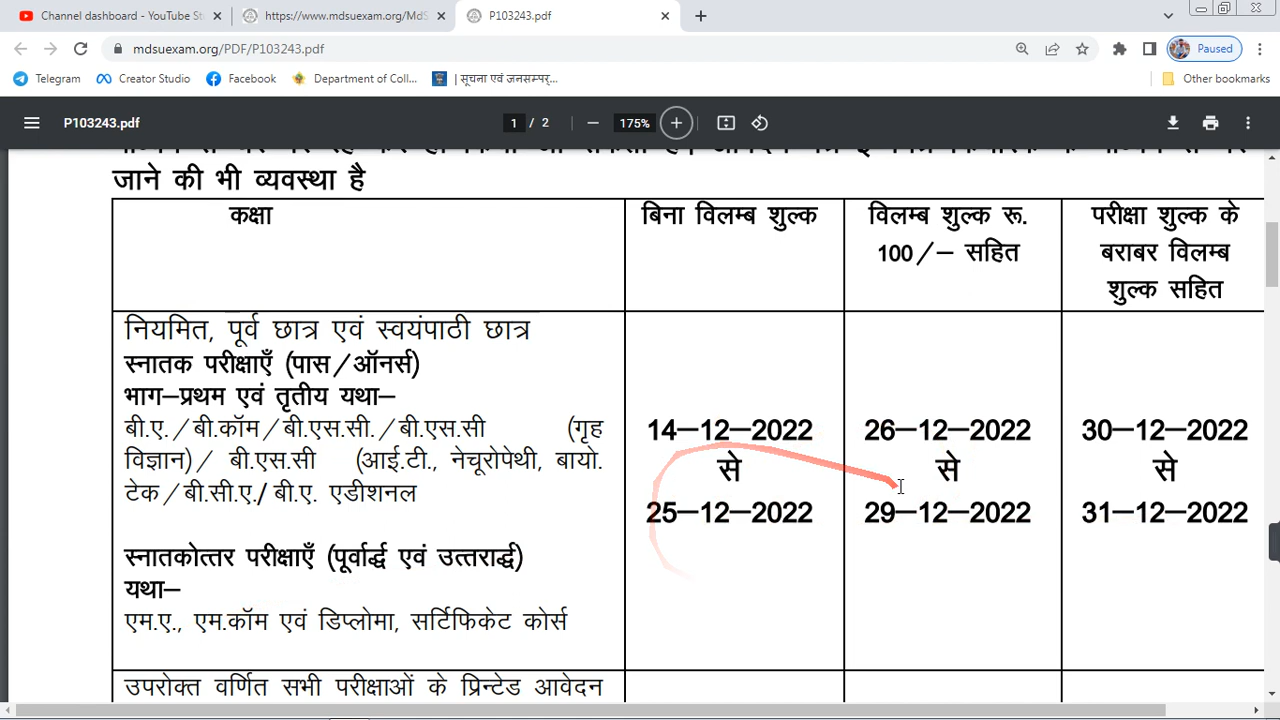 Channel dashboard - YouTube St
https://www.mdsuexam.org/MdS
P103243.pdf
mdsuexam.org/PDF/P103243.pdf
Paused
Telegram
Creator Studio
Facebook
Department of Coll...
| सूचना एवं जनसम्पर्...
Other bookmarks
P103243.pdf
1 / 2
175%
जाने की भी व्यवस्था है
कक्षा
बिना विलम्ब शुल्क
विलम्ब शुल्क रू.
100/– सहित
परीक्षा शुल्क के
बराबर विलम्ब
शुल्क सहित
नियमित, पूर्व छात्र एवं स्वयंपाठी छात्र
स्नातक परीक्षाएँ (पास/ऑनर्स)
भाग–प्रथम एवं तृतीय यथा–
बी.ए./बी.कॉम/बी.एस.सी./बी.एस.सी (गृह
विज्ञान)/ बी.एस.सी (आई.टी., नेचूरोपेथी, बायो.
टेक/बी.सी.ए./ बी.ए. एडीशनल
स्नातकोत्तर परीक्षाएँ (पूर्वार्द्ध एवं उत्तरार्द्ध)
यथा–
एम.ए., एम.कॉम एवं डिप्लोमा, सर्टिफिकेट कोर्स
14–12–2022
से
25–12–2022
26–12–2022
से
29–12–2022
30–12–2022
से
31–12–2022
उपरोक्त वर्णित सभी परीक्षाओं के प्रिन्टेड आवेदन